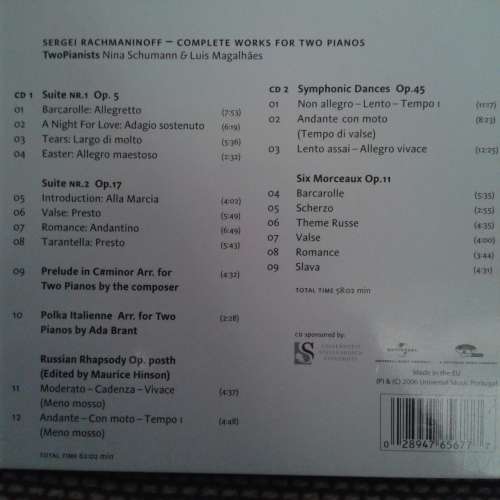 SERGEI RACHMANINOFF – COMPLETE WORKS FOR TWO PIANOS
TwoPianists Nina Schumann & Luis Magalhães
CD 1 Suite NR.1 Op. 5
01 Barcarolle: Allegretto (7:53)
02 A Night For Love: Adagio sostenuto (6:19)
03 Tears: Largo di molto (5:36)
04 Easter: Allegro maestoso (2:32)
Suite NR.2 Op.17
05 Introduction: Alla Marcia (4:02)
06 Valse: Presto (5:49)
07 Romance: Andantino (6:49)
08 Tarantella: Presto (5:43)
09 Prelude in C#minor Arr. for (4:32)
Two Pianos by the composer
10 Polka Italienne Arr. for Two (2:28)
Pianos by Ada Brant
Russian Rhapsody Op. posth
(Edited by Maurice Hinson)
11 Moderato – Cadenza – Vivace (4:37)
(Meno mosso)
12 Andante – Con moto – Tempo I (4:48)
(Meno mosso)
TOTAL TIME 62:02 min
CD 2 Symphonic Dances Op.45
01 Non allegro – Lento – Tempo I (11:17)
02 Andante con moto (8:23)
(Tempo di valse)
03 Lento assai – Allegro vivace (12:25)
Six Morceaux Op.11
04 Barcarolle (5:35)
05 Scherzo (2:55)
06 Theme Russe (4:35)
07 Valse (4:00)
08 Romance (3:44)
09 Slava (4:31)
TOTAL TIME 58:02 min
CD sponsored by:
Made in the EU
(P) & (C) 2006 Universal Music Portugal
0 28947 65677 7